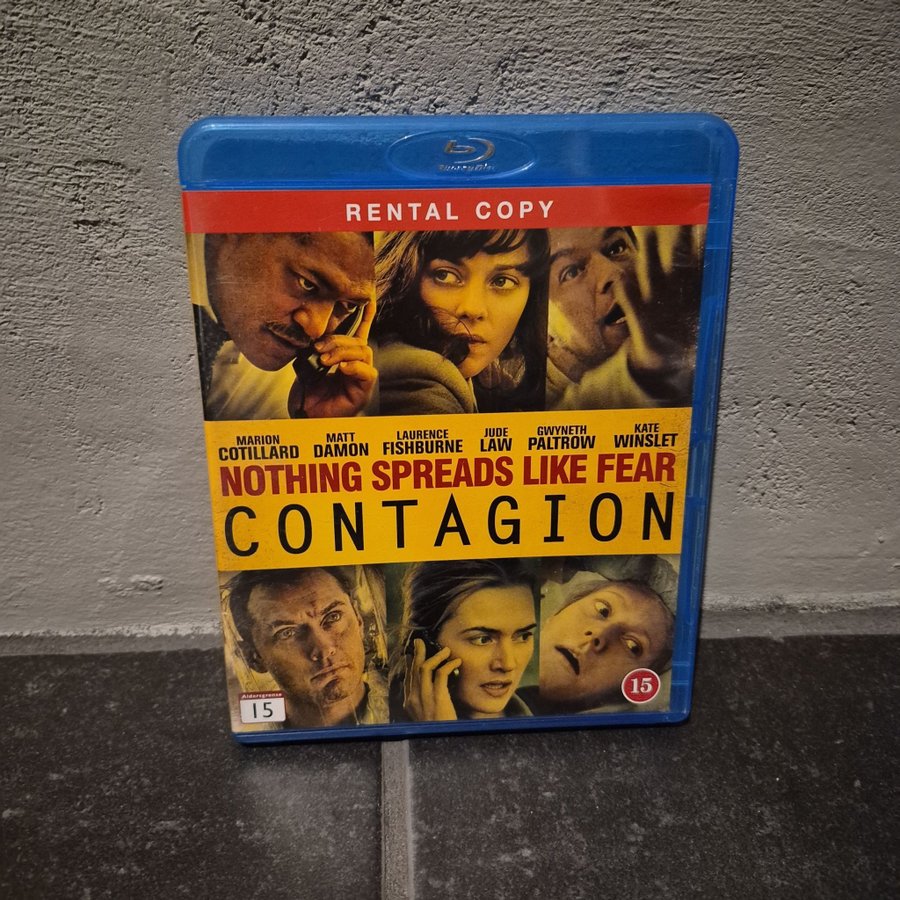 RENTAL COPY
MARION COTILLARD
MATT DAMON
LAURENCE FISHBURNE
JUDE LAW
GWYNETH PALTROW
KATE WINSLET
NOTHING SPREADS LIKE FEAR
CONTAGION
Aldersgrense
15
15